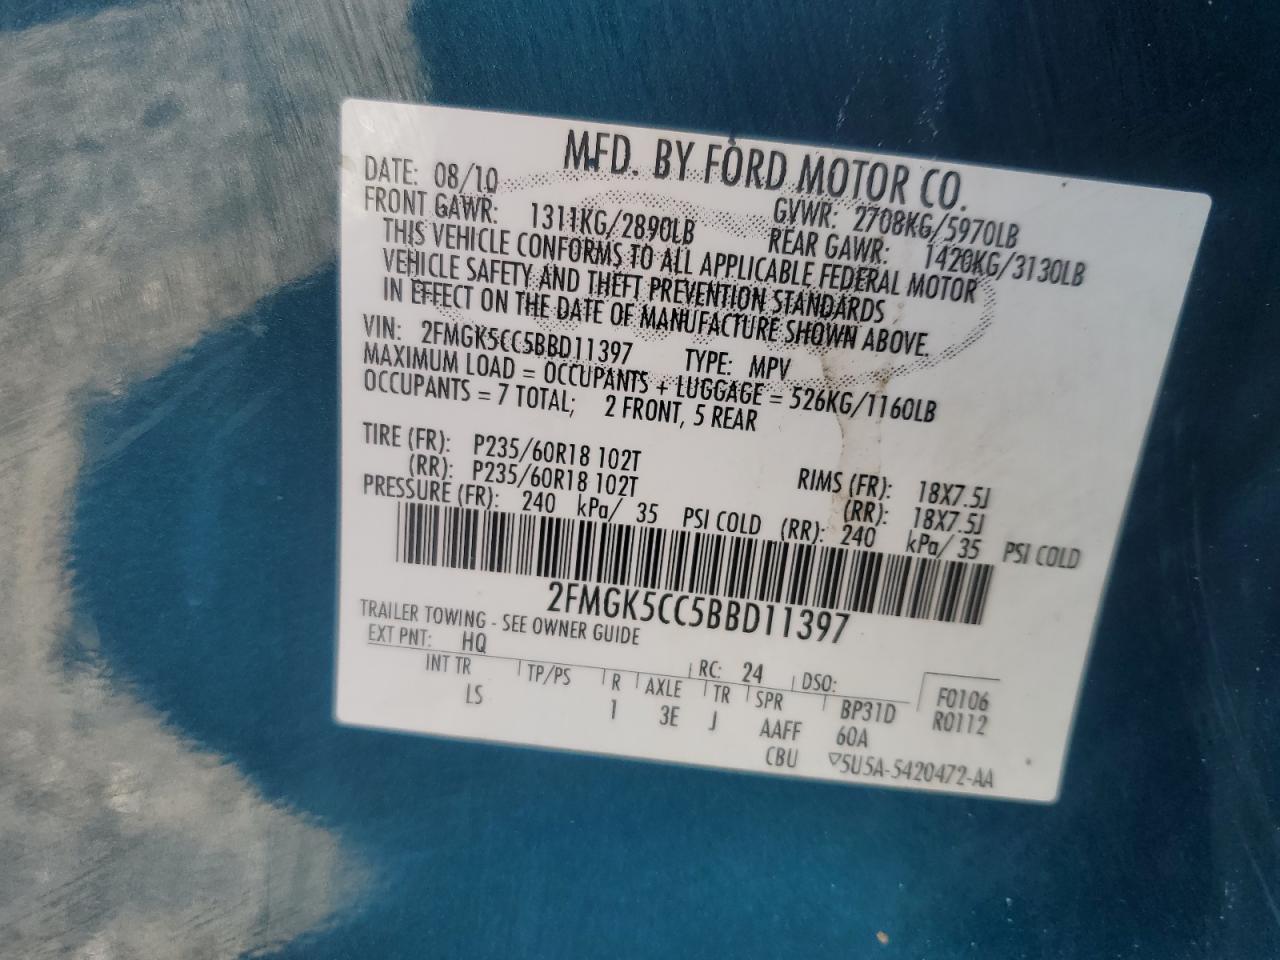 MFD. BY FORD MOTOR CO.
DATE: 08/10 GVWR: 2708KG/5970LB
FRONT GAWR: 1311KG/2890LB REAR GAWR: 1420KG/3130LB
THIS VEHICLE CONFORMS TO ALL APPLICABLE FEDERAL MOTOR
VEHICLE SAFETY AND THEFT PREVENTION STANDARDS
IN EFFECT ON THE DATE OF MANUFACTURE SHOWN ABOVE.
VIN: 2FMGK5CC5BBD11397 TYPE: MPV
MAXIMUM LOAD = OCCUPANTS + LUGGAGE = 526KG/1160LB
OCCUPANTS = 7 TOTAL; 2 FRONT, 5 REAR
TIRE (FR): P235/60R18 102T RIMS (FR): 18X7.5J
(RR): P235/60R18 102T (RR): 18X7.5J
PRESSURE (FR): 240 kPa/ 35 PSI COLD (RR): 240 kPa/ 35 PSI COLD
2FMGK5CC5BBD11397
TRAILER TOWING - SEE OWNER GUIDE
EXT PNT: HQ RC: 24 DSO: F0106
INT TR TP/PS R AXLE TR SPR BP31D R0112
LS 1 3E J AAFF 60A
CBU ▽5U5A-5420472-AA